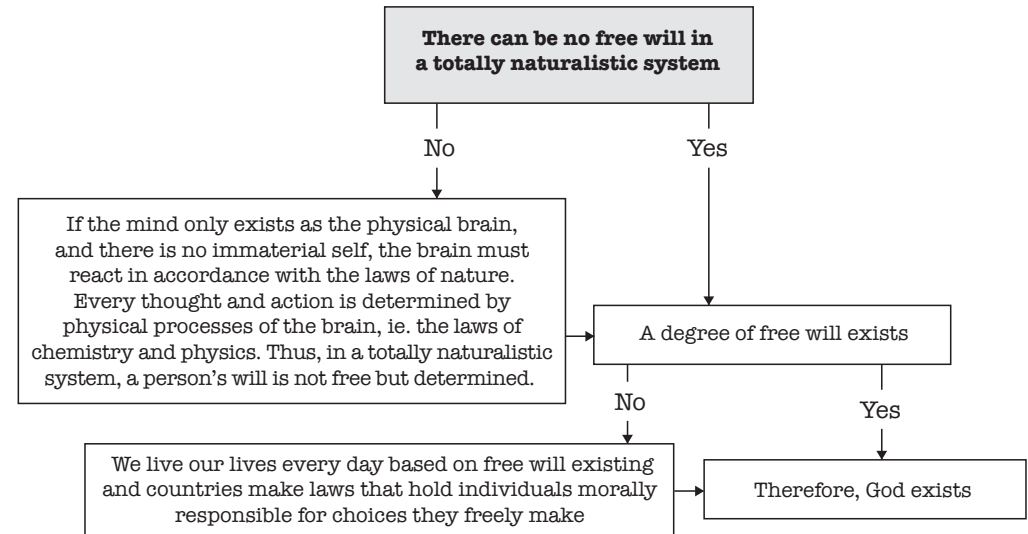 There can be no free will in
a totally naturalistic system
No
Yes
If the mind only exists as the physical brain,
and there is no immaterial self, the brain must
react in accordance with the laws of nature.
Every thought and action is determined by
physical processes of the brain, ie. the laws of
chemistry and physics. Thus, in a totally naturalistic
system, a person's will is not free but determined.
A degree of free will exists
No
Yes
We live our lives every day based on free will existing
and countries make laws that hold individuals morally
responsible for choices they freely make
Therefore, God exists